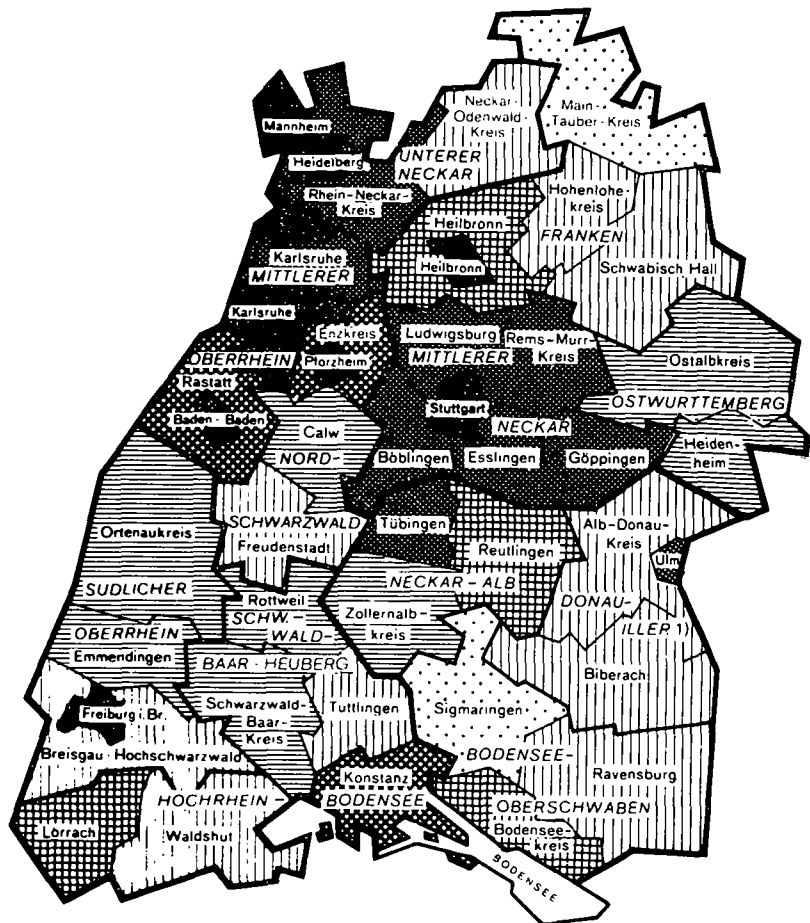 Neckar-
Odenwald-
Kreis
Main-
Tauber-Kreis
Mannheim
Heidelberg
UNTERER
NECKAR
Rhein-Neckar-
Kreis
Hohenlohe-
kreis
FRANKEN
Heilbronn
Heilbronn
Schwabisch Hall
Karlsruhe
MITTLERER
Karlsruhe
OBERRHEIN
Enzkreis
Pforzheim
Ludwigsburg
MITTLERER
Rems-Murr-
Kreis
Ostalbkreis
OSTWURTTEMBERG
Rastatt
Baden-Baden
Stuttgart
NECKAR
Calw
NORD-
Böblingen
Esslingen
Göppingen
Heiden-
heim
Ortenaukreis
SCHWARZWALD
Freudenstadt
Tübingen
Reutlingen
Alb-Donau-
Kreis
Ulm
SUDLICHER
OBERRHEIN
Rottweil
SCHW.-
WALD-
BAAR-HEUBERG
NECKAR-ALB
Zollernalb-
kreis
DONAU-
ILLER 1)
Emmendingen
Biberach
Freiburg i. Br.
Schwarzwald-
Baar-
Kreis
Tuttlingen
Sigmaringen
Breisgau-Hochschwarzwald
Konstanz
BODENSEE-
Ravensburg
HOCHRHEIN-
BODENSEE
OBERSCHWABEN
Lörrach
Waldshut
Bodensee-
kreis
BODENSEE